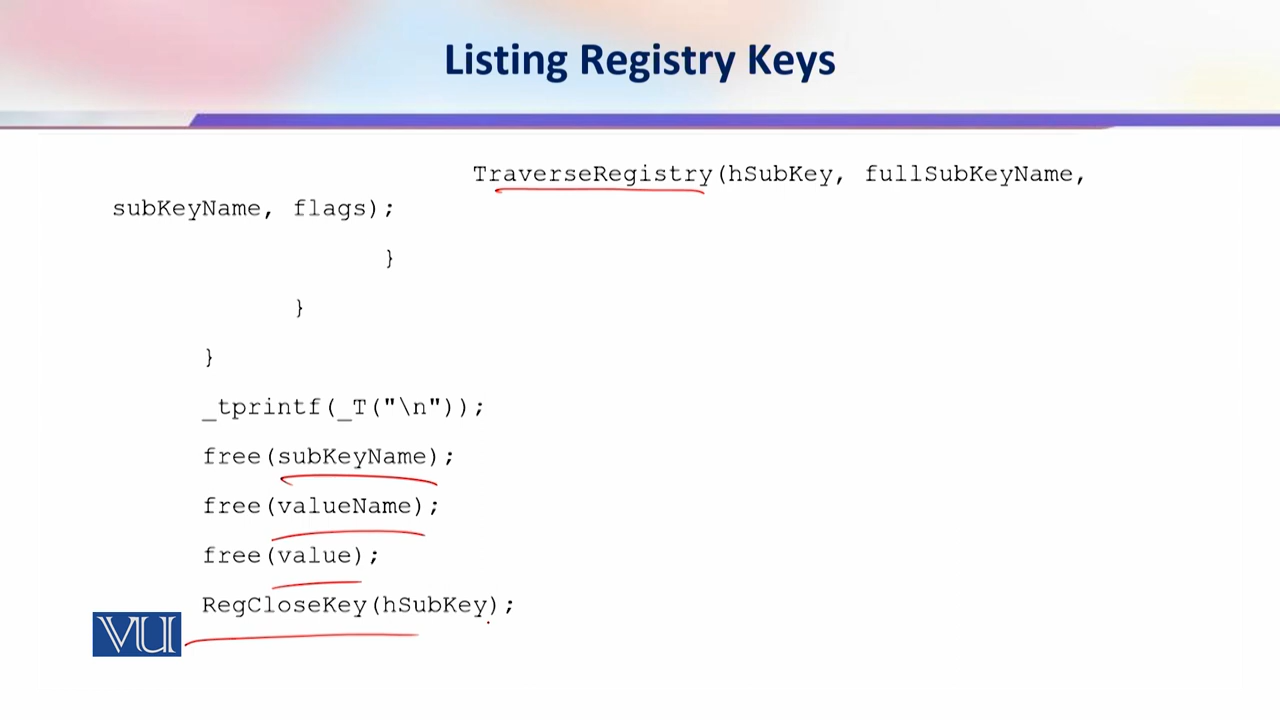 Listing Registry Keys
TraverseRegistry(hSubKey, fullSubKeyName,
subKeyName, flags);
}
}
}
_tprintf(_T("\n"));
free(subKeyName);
free(valueName);
free(value);
RegCloseKey(hSubKey);
VU